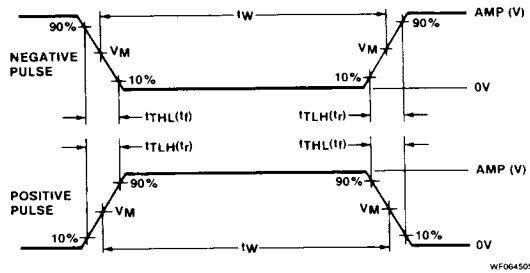 tW
AMP (V)
90%
90%
NEGATIVE
PULSE
VM
VM
10%
10%
0V
tTHL(tf)
tTLH(tr)
tTLH(tr)
tTHL(tf)
AMP (V)
90%
90%
POSITIVE
PULSE
VM
VM
10%
10%
tW
0V
WF06450S